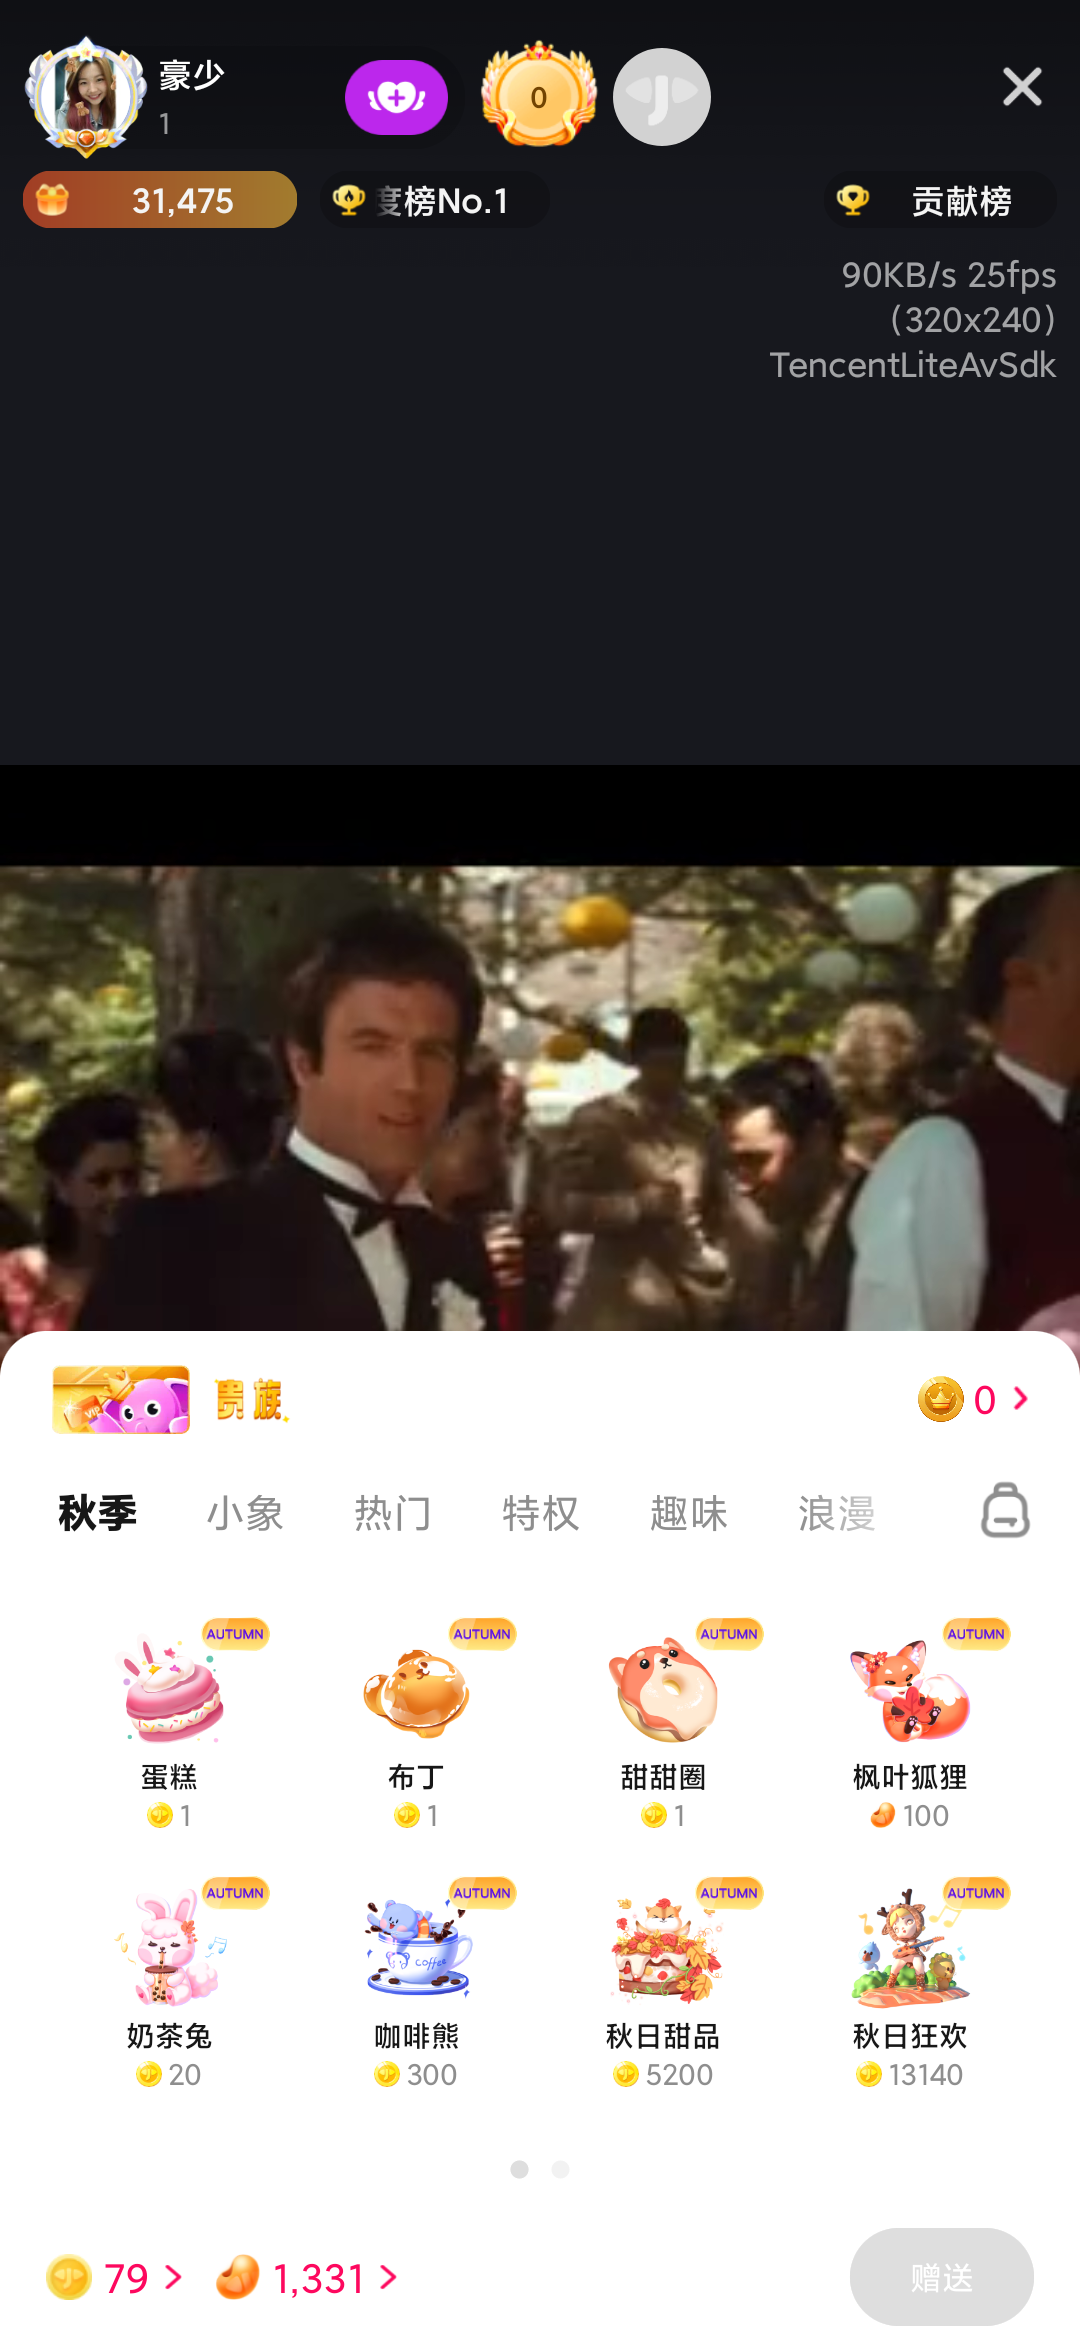 豪少
1
0
31,475
度榜No.1
贡献榜
90KB/s 25fps
(320x240)
TencentLiteAvSdk
VIP
贵族
0
秋季
小象
热门
特权
趣味
浪漫
AUTUMN
AUTUMN
AUTUMN
AUTUMN
蛋糕
布丁
甜甜圈
枫叶狐狸
1
1
1
100
AUTUMN
AUTUMN
AUTUMN
AUTUMN
coffee
奶茶兔
咖啡熊
秋日甜品
秋日狂欢
20
300
5200
13140
79
1,331
赠送